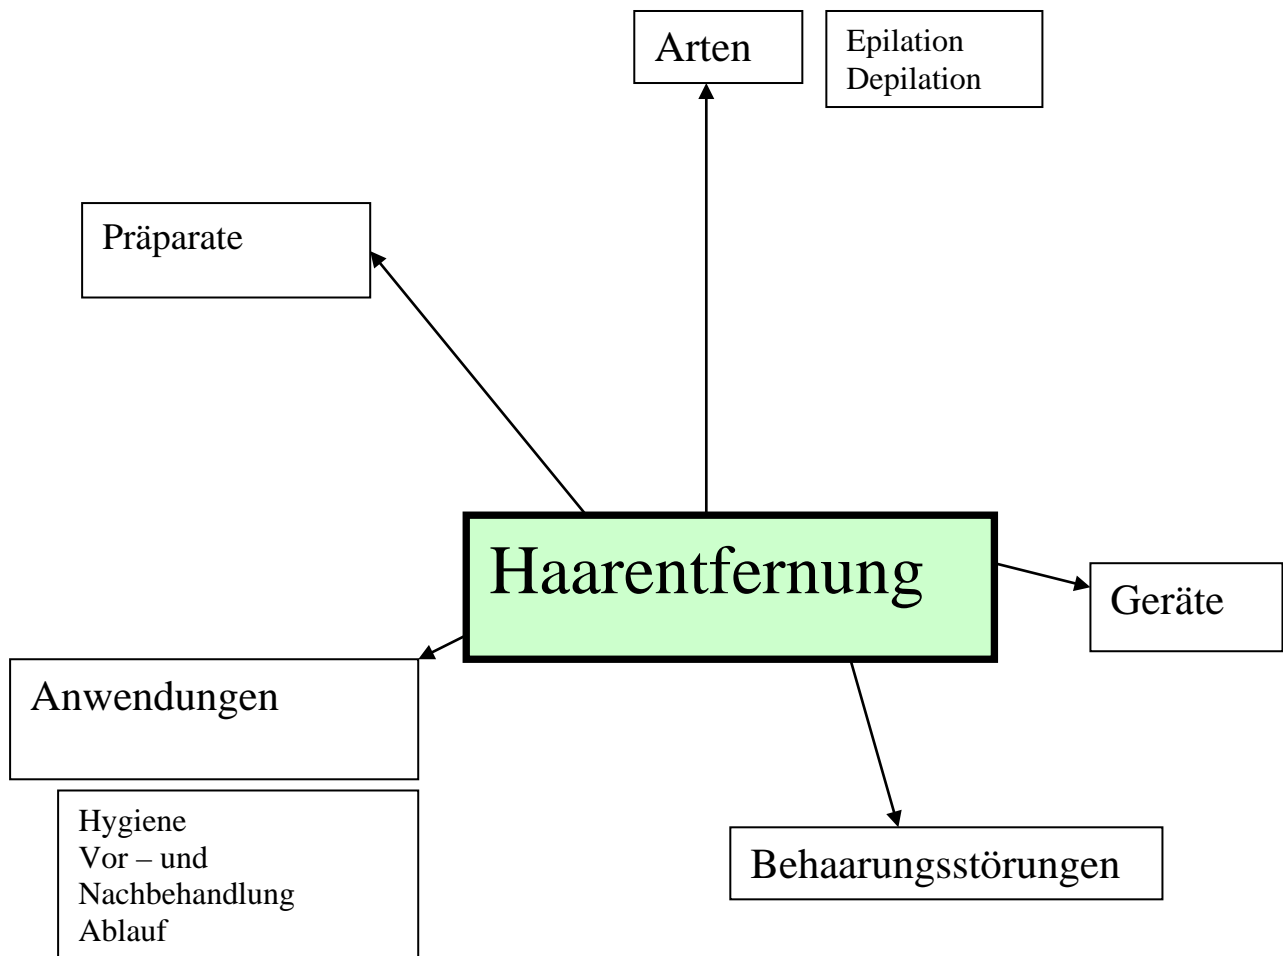 Arten
Epilation
Depilation
Präparate
Haarentfernung
Geräte
Anwendungen
Hygiene
Vor – und
Nachbehandlung
Ablauf
Behaarungsstörungen